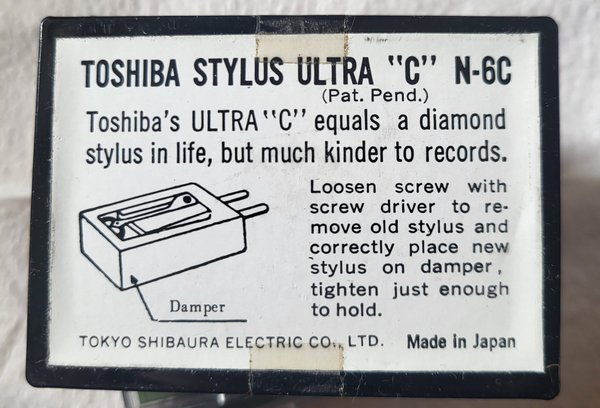 TOSHIBA STYLUS ULTRA "C" N-6C
(Pat. Pend.)
Toshiba's ULTRA "C" equals a diamond
stylus in life, but much kinder to records.
Loosen screw with
screw driver to re-
move old stylus and
correctly place new
stylus on damper,
tighten just enough
to hold.
Damper
TOKYO SHIBAURA ELECTRIC CO., LTD. Made in Japan